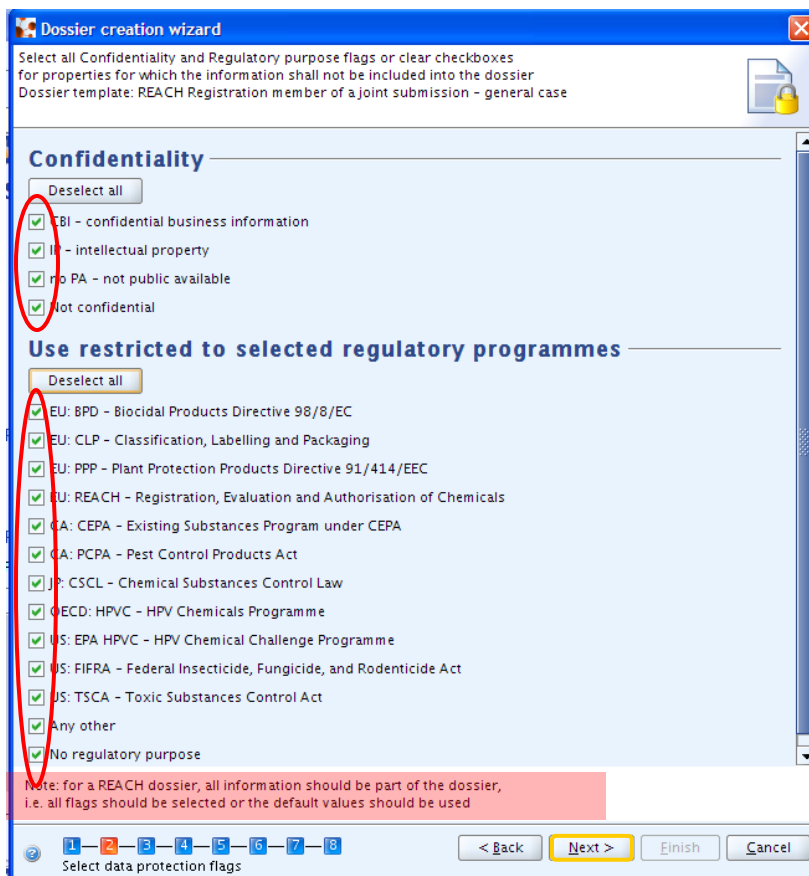 Dossier creation wizard
Select all Confidentiality and Regulatory purpose flags or clear checkboxes
for properties for which the information shall not be included into the dossier
Dossier template: REACH Registration member of a joint submission - general case
Confidentiality
Deselect all
CBI - confidential business information
IP - intellectual property
no PA - not public available
Not confidential
Use restricted to selected regulatory programmes
Deselect all
EU: BPD - Biocidal Products Directive 98/8/EC
EU: CLP - Classification, Labelling and Packaging
EU: PPP - Plant Protection Products Directive 91/414/EEC
EU: REACH - Registration, Evaluation and Authorisation of Chemicals
CA: CEPA - Existing Substances Program under CEPA
CA: PCPA - Pest Control Products Act
JP: CSCL - Chemical Substances Control Law
OECD: HPVC - HPV Chemicals Programme
US: EPA HPVC - HPV Chemical Challenge Programme
US: FIFRA - Federal Insecticide, Fungicide, and Rodenticide Act
US: TSCA - Toxic Substances Control Act
Any other
No regulatory purpose
Note: for a REACH dossier, all information should be part of the dossier,
i.e. all flags should be selected or the default values should be used
1 2 3 4 5 6 7 8
Select data protection flags
< Back Next > Finish Cancel